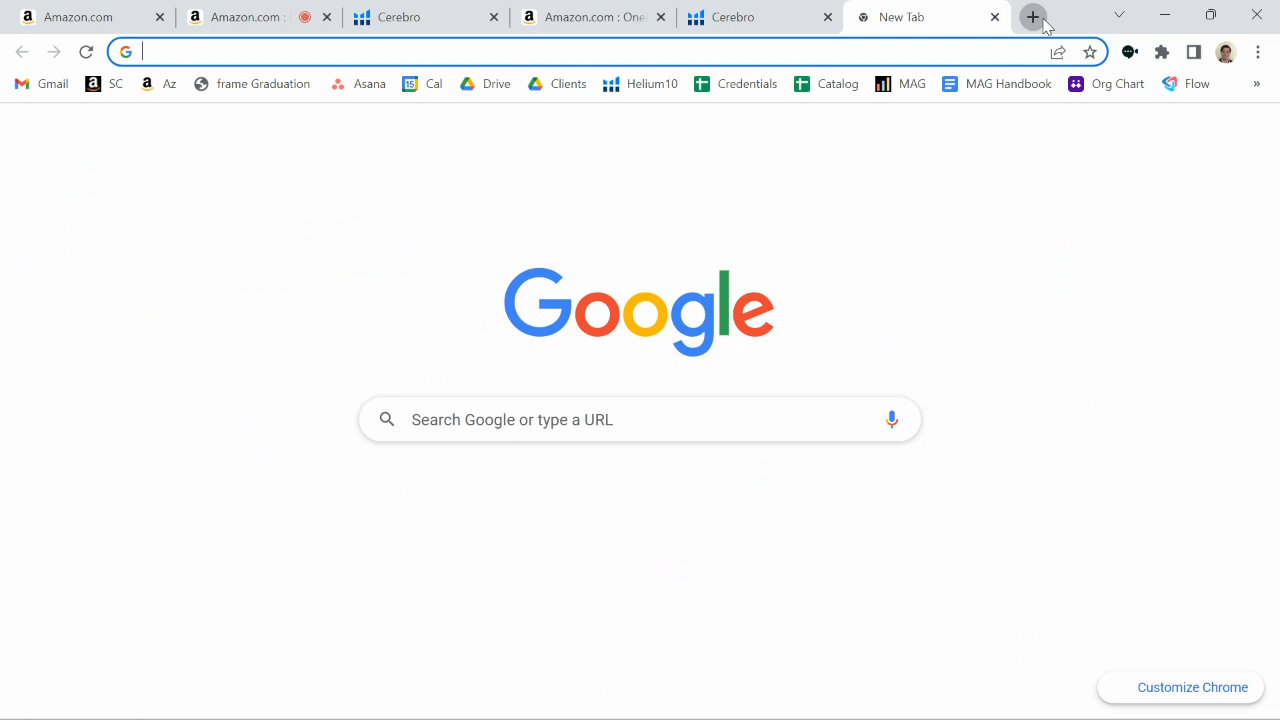 Amazon.com
Amazon.com :
Cerebro
Amazon.com : One
Cerebro
New Tab
Gmail
SC
Az
frame Graduation
Asana
15
Cal
Drive
Clients
Helium10
Credentials
Catalog
MAG
MAG Handbook
Org Chart
Flow
»
Google
Search Google or type a URL
Customize Chrome